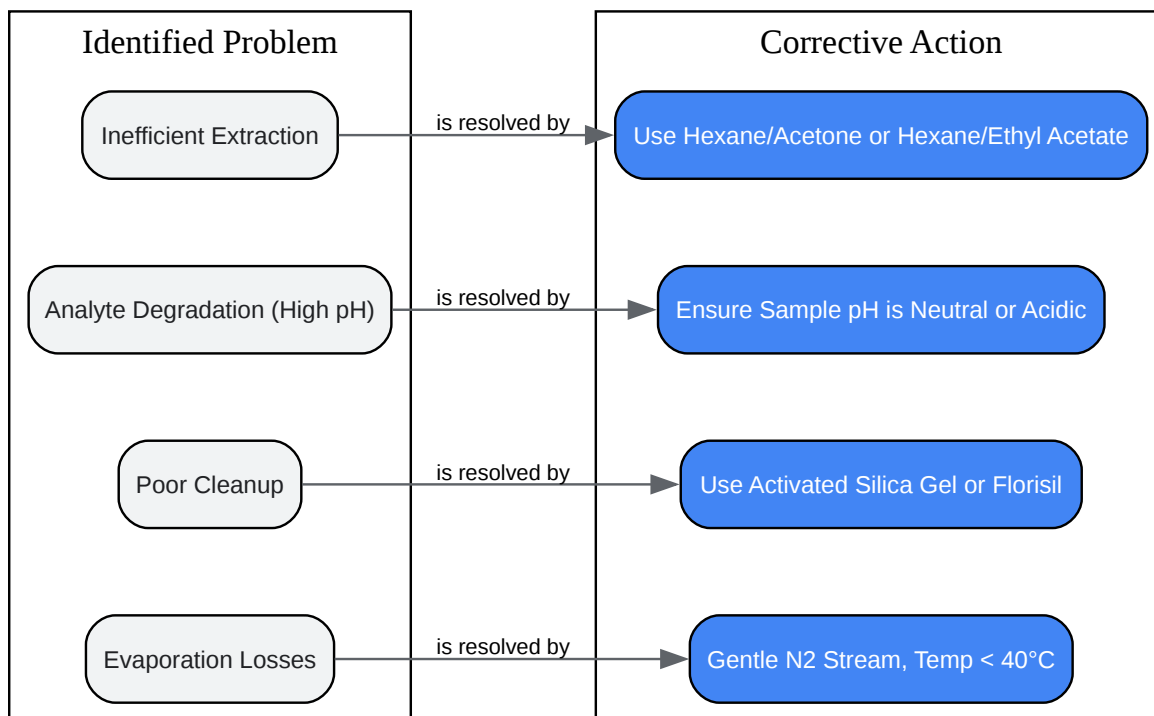 Identified Problem
Corrective Action
Inefficient Extraction
is resolved by
Use Hexane/Acetone or Hexane/Ethyl Acetate
Analyte Degradation (High pH)
is resolved by
Ensure Sample pH is Neutral or Acidic
Poor Cleanup
is resolved by
Use Activated Silica Gel or Florisil
Evaporation Losses
is resolved by
Gentle N2 Stream, Temp < 40°C